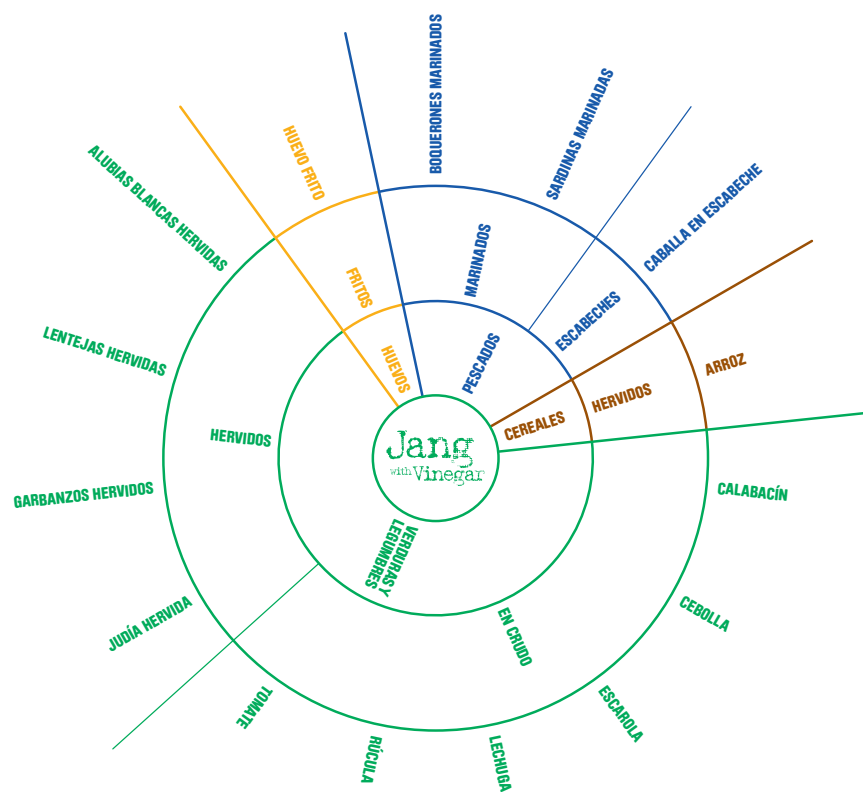 Jang
with Vinegar
HUEVOS
FRITOS
HUEVO FRITO
PESCADOS
MARINADOS
BOQUERONES MARINADOS
SARDINAS MARINADAS
ESCABECHES
CABALLA EN ESCABECHE
CEREALES
HERVIDOS
ARROZ
VERDURAS Y
LEGUMBRES
EN CRUDO
CALABACÍN
CEBOLLA
ESCAROLA
LECHUGA
RÚCULA
TOMATE
HERVIDOS
JUDÍA HERVIDA
GARBANZOS HERVIDOS
LENTEJAS HERVIDAS
ALUBIAS BLANCAS HERVIDAS